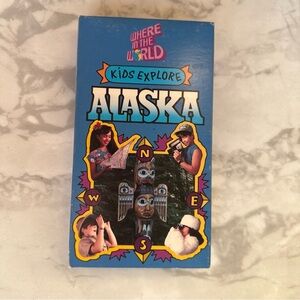 WHERE
IN THE
WORLD
KIDS EXPLORE
ALASKA
N
W E
S